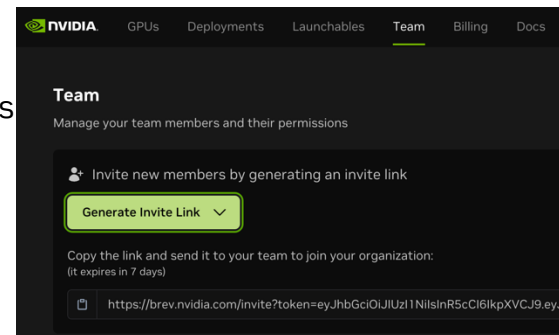 NVIDIA. GPUs Deployments Launchables Team Billing Docs
Team
s
Manage your team members and their permissions
Invite new members by generating an invite link
Generate Invite Link
Copy the link and send it to your team to join your organization:
(it expires in 7 days)
https://brev.nvidia.com/invite?token=eyJhbGciOiJIUzI1NiIsInR5cCI6IkpXVCJ9.eyJ